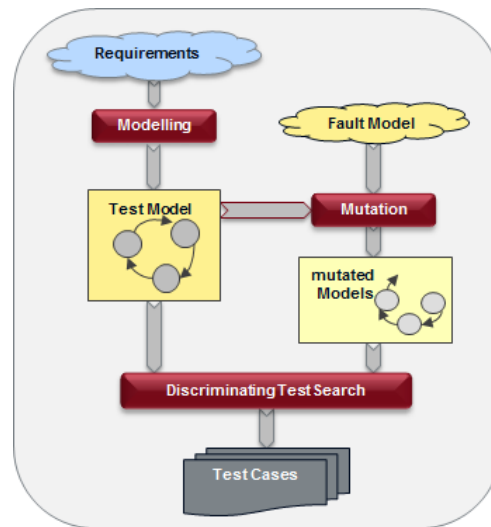 Requirements
Modelling
Fault Model
Test Model
Mutation
mutated
Models
Discriminating Test Search
Test Cases